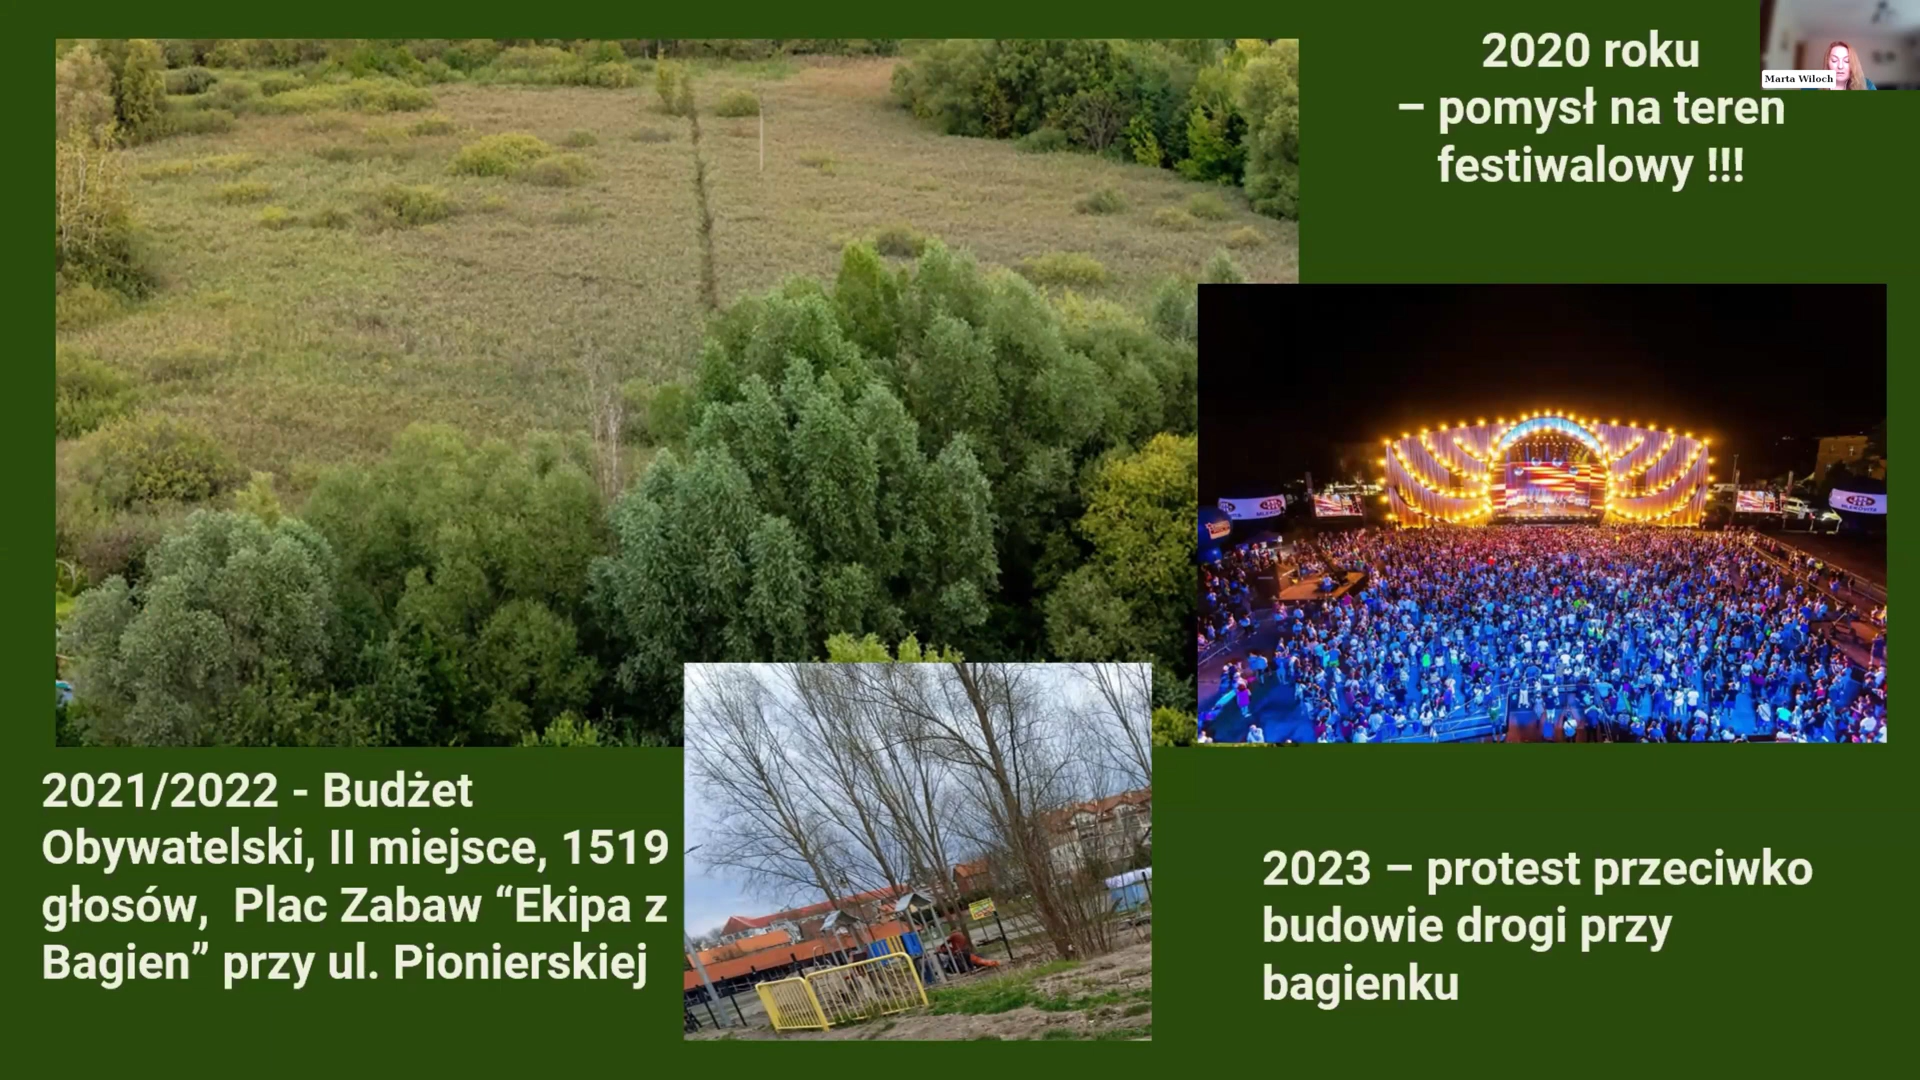 2020 roku
– pomysł na teren
festiwalowy !!!
Marta Wiloch
2021/2022 - Budżet
Obywatelski, II miejsce, 1519
głosów, Plac Zabaw “Ekipa z
Bagien” przy ul. Pionierskiej
2023 – protest przeciwko
budowie drogi przy
bagienku